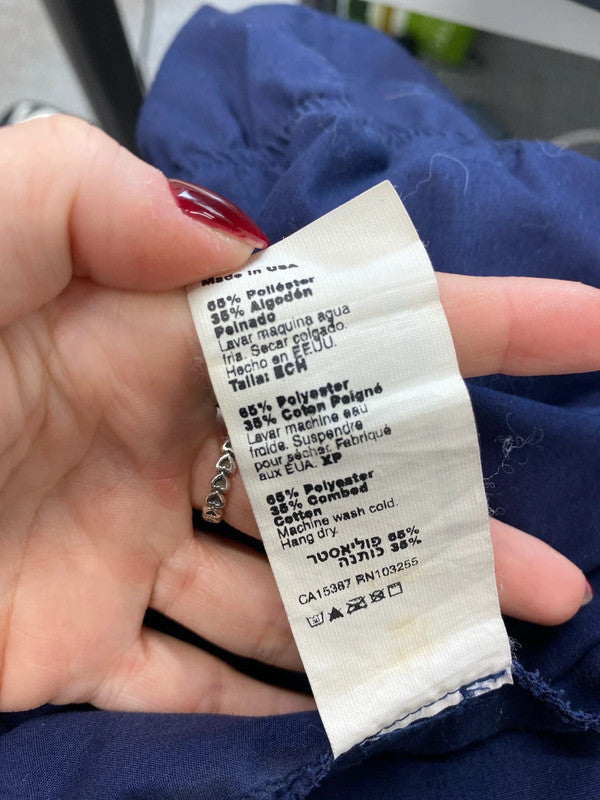 Made in USA
65% Poliéster
35% Algodón
Peinado
Lavar maquina agua
fria. Secar colgado.
Hecho en EEUU.
Talla: ECH
65% Polyester
35% Coton Peigné
Laver machine eau
froide. Suspendre
pour sécher. Fabriqué
aux EUA. XP
65% Polyester
35% Combed
Cotton
Machine wash cold.
Hang dry.
65% פוליאסטר
35% כותנה
CA15387 RN103255